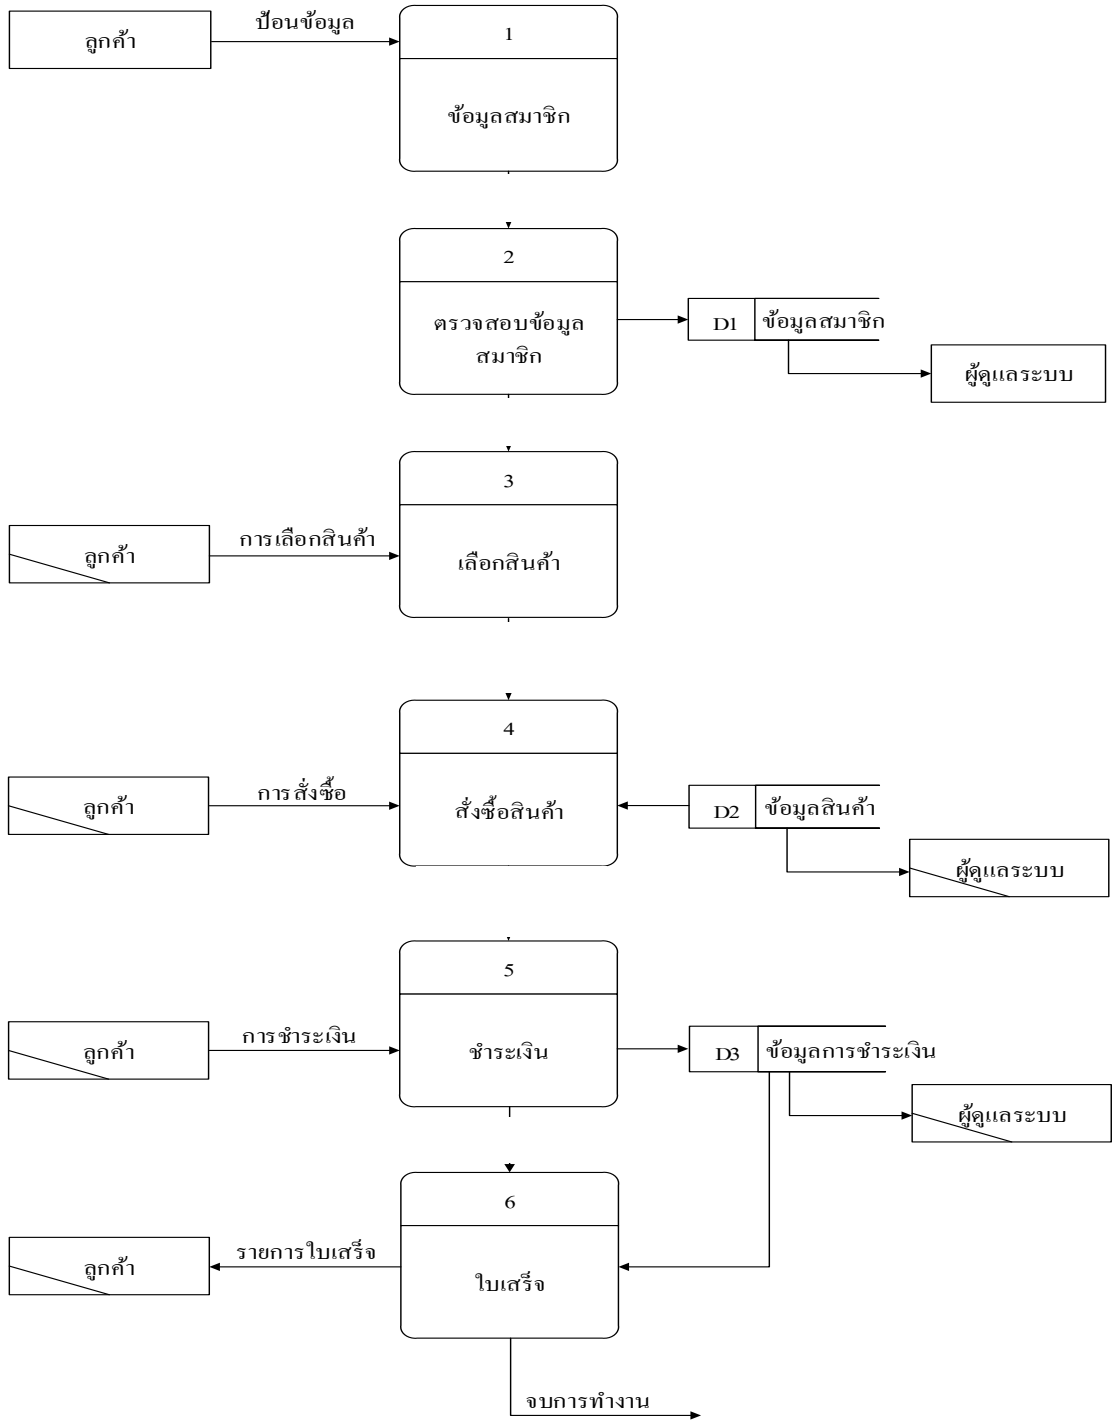 ป้อนข้อมูล
ลูกค้า
1
ข้อมูลสมาชิก
2
ตรวจสอบข้อมูล
สมาชิก
D1 ข้อมูลสมาชิก
ผู้ดูแลระบบ
3
การเลือกสินค้า
ลูกค้า
เลือกสินค้า
4
การสั่งซื้อ
ลูกค้า
สั่งซื้อสินค้า
D2 ข้อมูลสินค้า
ผู้ดูแลระบบ
5
การชำระเงิน
ลูกค้า
ชำระเงิน
D3 ข้อมูลการชำระเงิน
ผู้ดูแลระบบ
6
รายการใบเสร็จ
ลูกค้า
ใบเสร็จ
จบการทำงาน